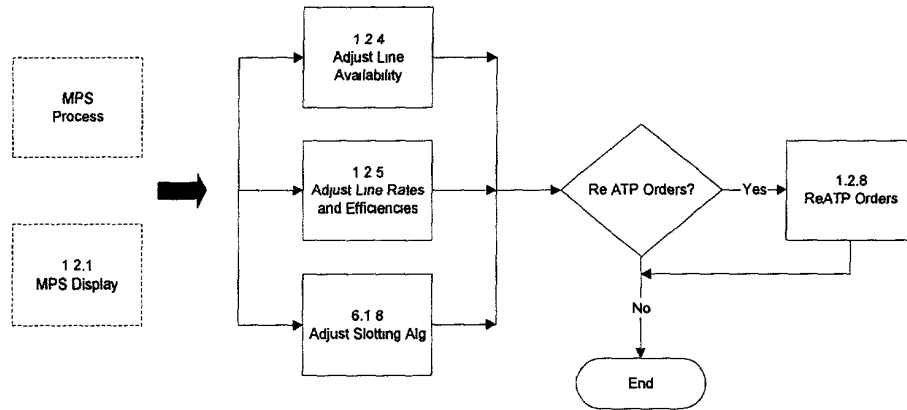 MPS
Process
1 2.1
MPS Display
1 2 4
Adjust Line
Availability
1 2 5
Adjust Line Rates
and Efficiencies
6.1 8
Adjust Slotting Alg
Re ATP Orders?
Yes
1.2.8
ReATP Orders
No
End